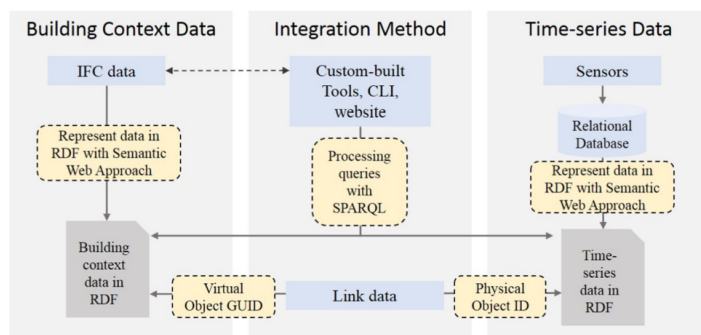 Building Context Data
IFC data
Represent data in
RDF with Semantic
Web Approach
Building
context
data in
RDF
Virtual
Object GUID
Integration Method
Custom-built
Tools, CLI,
website
Processing
queries
with
SPARQL
Link data
Time-series Data
Sensors
Relational
Database
Represent data in
RDF with Semantic
Web Approach
Time-
series
data in
RDF
Physical
Object ID